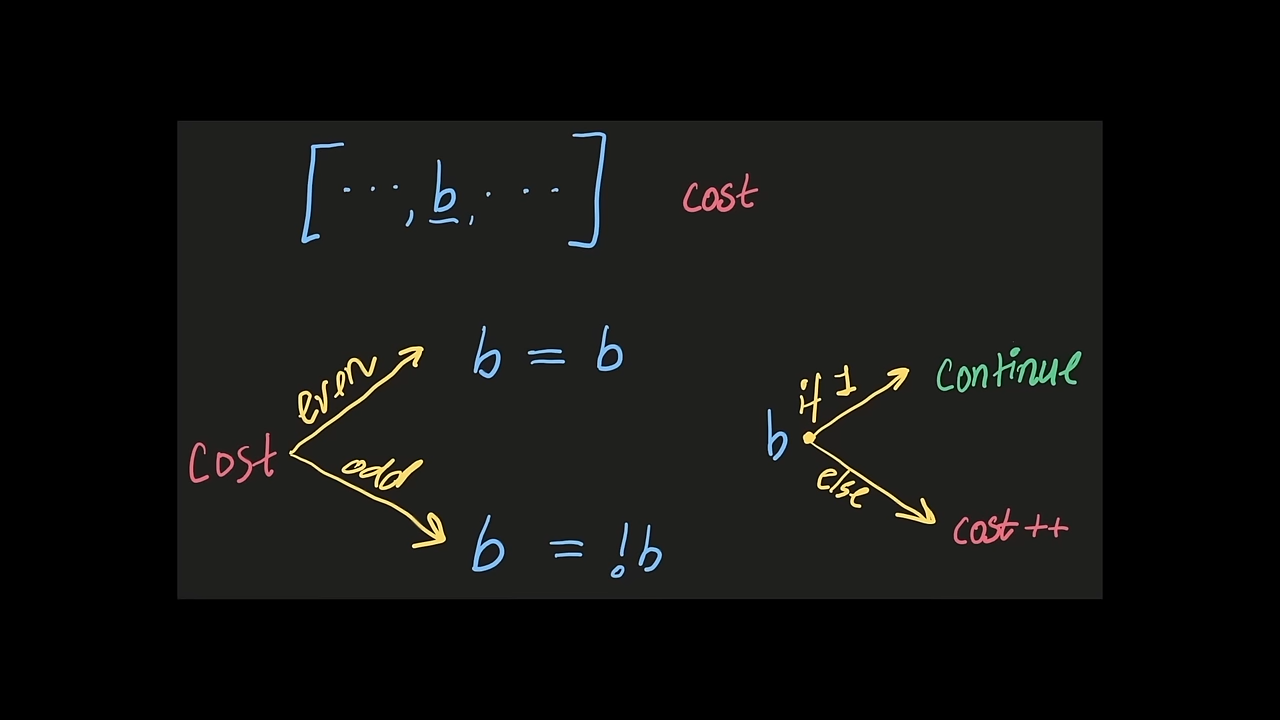 [ ..., b, ... ] cost
even b = b
if 1 continue
cost b
odd else
b = !b cost ++